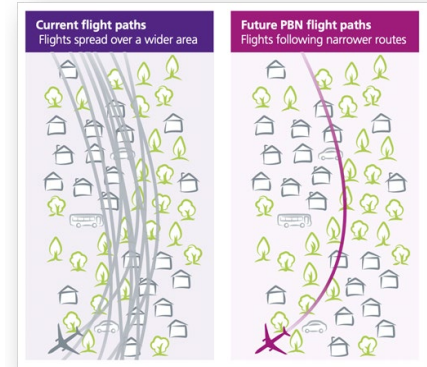 Current flight paths
Flights spread over a wider area
Future PBN flight paths
Flights following narrower routes